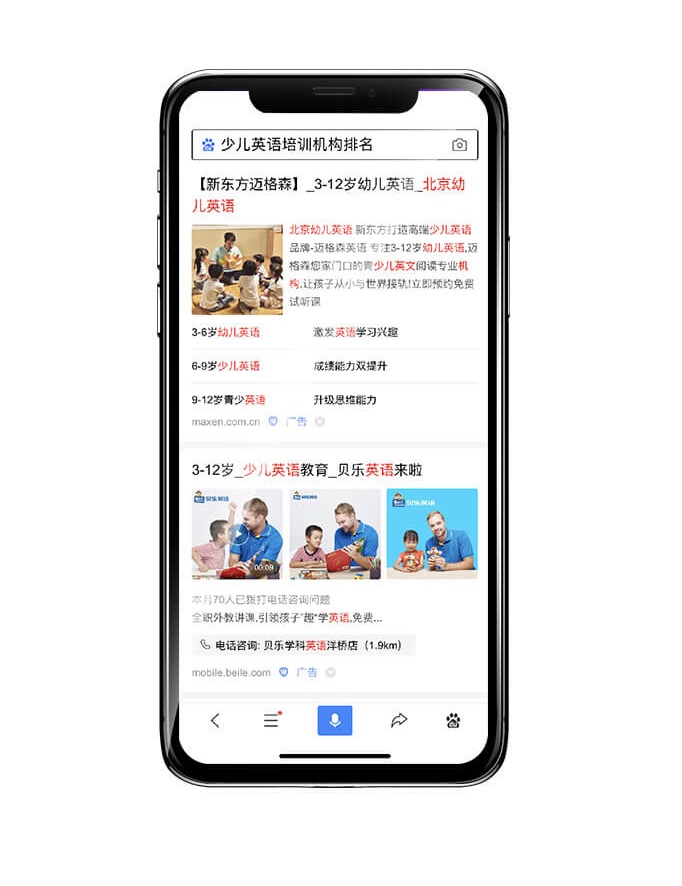 少儿英语培训机构排名
【新东方迈格森】_3-12岁幼儿英语_北京幼
儿英语
北京幼儿英语 新东方打造高端少儿英语
品牌-迈格森英语 专注3-12岁幼儿英语,迈
格森您家门口的青少儿英文阅读专业机
构,让孩子从小与世界接轨!立即预约免费
试听课
3-6岁幼儿英语 激发英语学习兴趣
6-9岁少儿英语 成绩能力双提升
9-12岁青少英语 升级思维能力
maxen.com.cn 广告
3-12岁_少儿英语教育_贝乐英语来啦
贝乐英语
贝乐英语
00:09
本月70人已拨打电话咨询问题
全职外教讲课,引领孩子"趣"学英语,免费...
电话咨询: 贝乐学科英语洋桥店（1.9km）
mobile.beile.com 广告